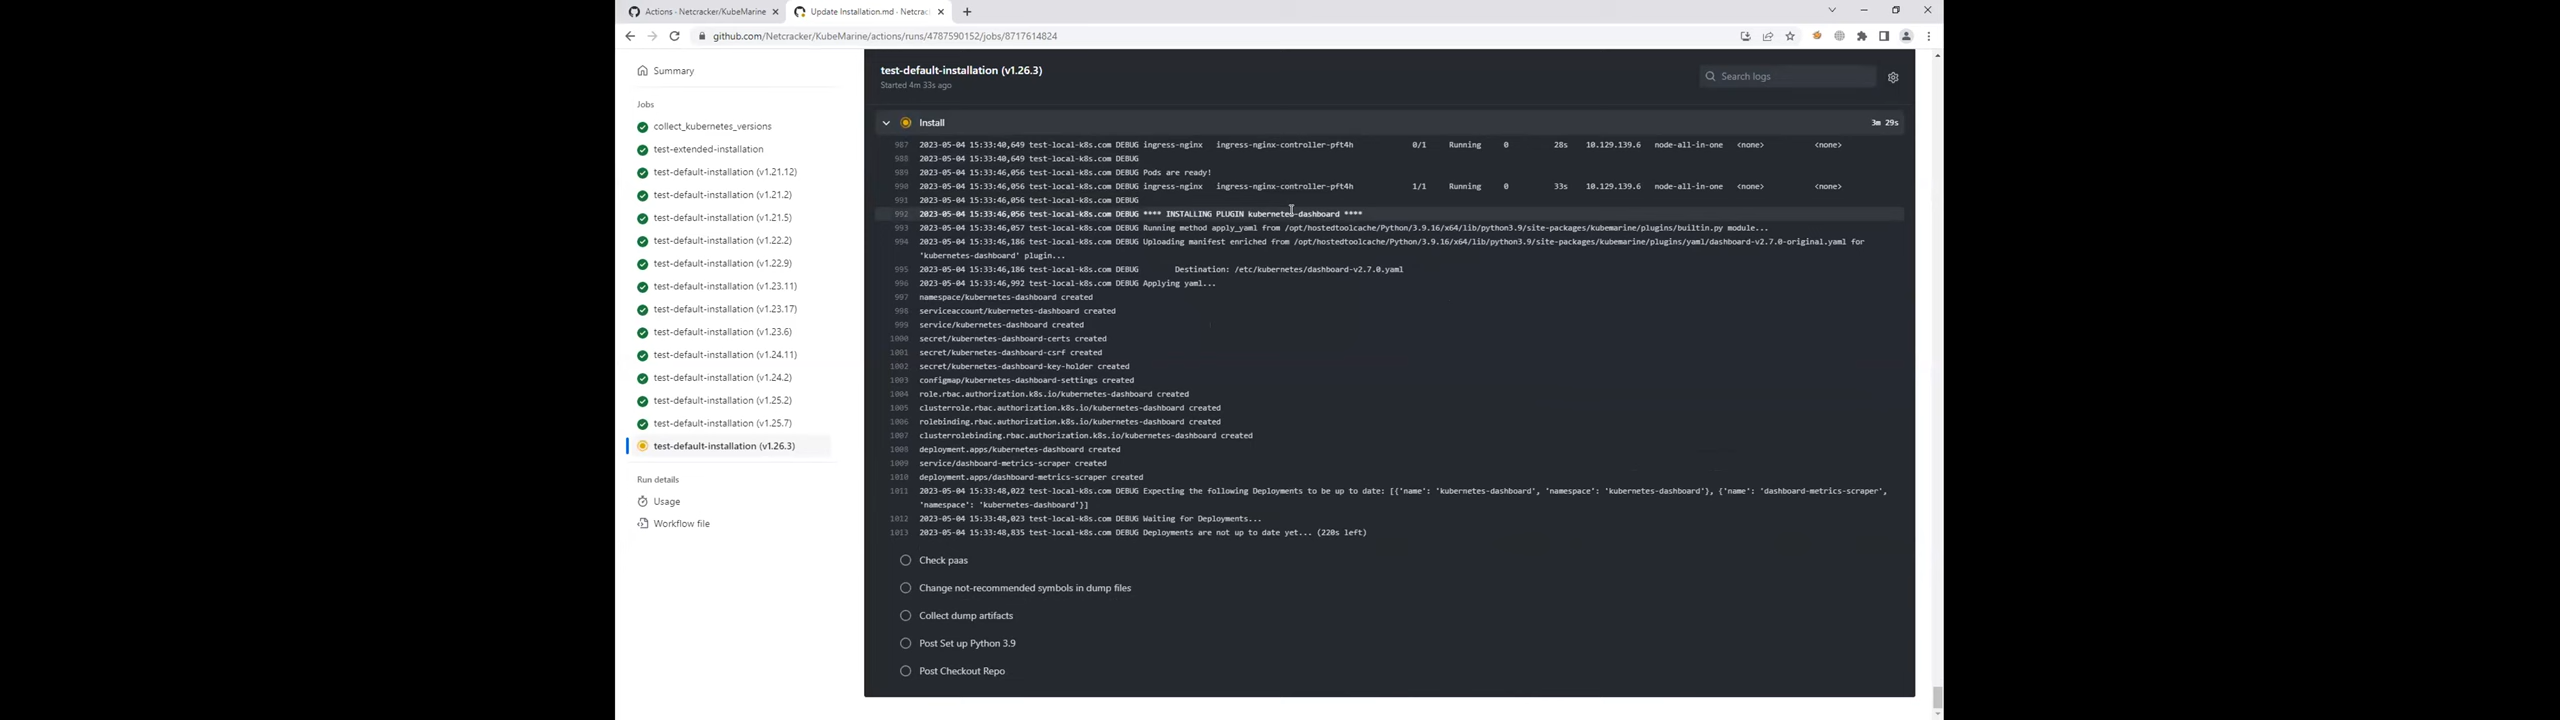 Actions · Netcracker/KubeMarine
Update Installation.md · Netcrac
github.com/Netcracker/KubeMarine/actions/runs/4787590152/jobs/8717614824
Summary
Jobs
collect_kubernetes_versions
test-extended-installation
test-default-installation (v1.21.12)
test-default-installation (v1.21.2)
test-default-installation (v1.21.5)
test-default-installation (v1.22.2)
test-default-installation (v1.22.9)
test-default-installation (v1.23.11)
test-default-installation (v1.23.17)
test-default-installation (v1.23.6)
test-default-installation (v1.24.11)
test-default-installation (v1.24.2)
test-default-installation (v1.25.2)
test-default-installation (v1.25.7)
test-default-installation (v1.26.3)
Run details
Usage
Workflow file
test-default-installation (v1.26.3)
Started 4m 33s ago
Search logs
Install 3m 29s
987 2023-05-04 15:33:40,649 test-local-k8s.com DEBUG ingress-nginx ingress-nginx-controller-pft4h 0/1 Running 0 28s 10.129.139.6 node-all-in-one <none> <none>
988 2023-05-04 15:33:40,649 test-local-k8s.com DEBUG
989 2023-05-04 15:33:46,056 test-local-k8s.com DEBUG Pods are ready!
990 2023-05-04 15:33:46,056 test-local-k8s.com DEBUG ingress-nginx ingress-nginx-controller-pft4h 1/1 Running 0 33s 10.129.139.6 node-all-in-one <none> <none>
991 2023-05-04 15:33:46,056 test-local-k8s.com DEBUG
992 2023-05-04 15:33:46,056 test-local-k8s.com DEBUG **** INSTALLING PLUGIN kubernetes-dashboard ****
993 2023-05-04 15:33:46,057 test-local-k8s.com DEBUG Running method apply_yaml from /opt/hostedtoolcache/Python/3.9.16/x64/lib/python3.9/site-packages/kubemarine/plugins/builtin.py module...
994 2023-05-04 15:33:46,186 test-local-k8s.com DEBUG Uploading manifest enriched from /opt/hostedtoolcache/Python/3.9.16/x64/lib/python3.9/site-packages/kubemarine/plugins/yaml/dashboard-v2.7.0-original.yaml for
'kubernetes-dashboard' plugin...
995 2023-05-04 15:33:46,186 test-local-k8s.com DEBUG Destination: /etc/kubernetes/dashboard-v2.7.0.yaml
996 2023-05-04 15:33:46,992 test-local-k8s.com DEBUG Applying yaml...
997 namespace/kubernetes-dashboard created
998 serviceaccount/kubernetes-dashboard created
999 service/kubernetes-dashboard created
1000 secret/kubernetes-dashboard-certs created
1001 secret/kubernetes-dashboard-csrf created
1002 secret/kubernetes-dashboard-key-holder created
1003 configmap/kubernetes-dashboard-settings created
1004 role.rbac.authorization.k8s.io/kubernetes-dashboard created
1005 clusterrole.rbac.authorization.k8s.io/kubernetes-dashboard created
1006 rolebinding.rbac.authorization.k8s.io/kubernetes-dashboard created
1007 clusterrolebinding.rbac.authorization.k8s.io/kubernetes-dashboard created
1008 deployment.apps/kubernetes-dashboard created
1009 service/dashboard-metrics-scraper created
1010 deployment.apps/dashboard-metrics-scraper created
1011 2023-05-04 15:33:48,022 test-local-k8s.com DEBUG Expecting the following Deployments to be up to date: [{'name': 'kubernetes-dashboard', 'namespace': 'kubernetes-dashboard'}, {'name': 'dashboard-metrics-scraper',
'namespace': 'kubernetes-dashboard'}]
1012 2023-05-04 15:33:48,023 test-local-k8s.com DEBUG Waiting for Deployments...
1013 2023-05-04 15:33:48,835 test-local-k8s.com DEBUG Deployments are not up to date yet... (220s left)
Check paas
Change not-recommended symbols in dump files
Collect dump artifacts
Post Set up Python 3.9
Post Checkout Repo